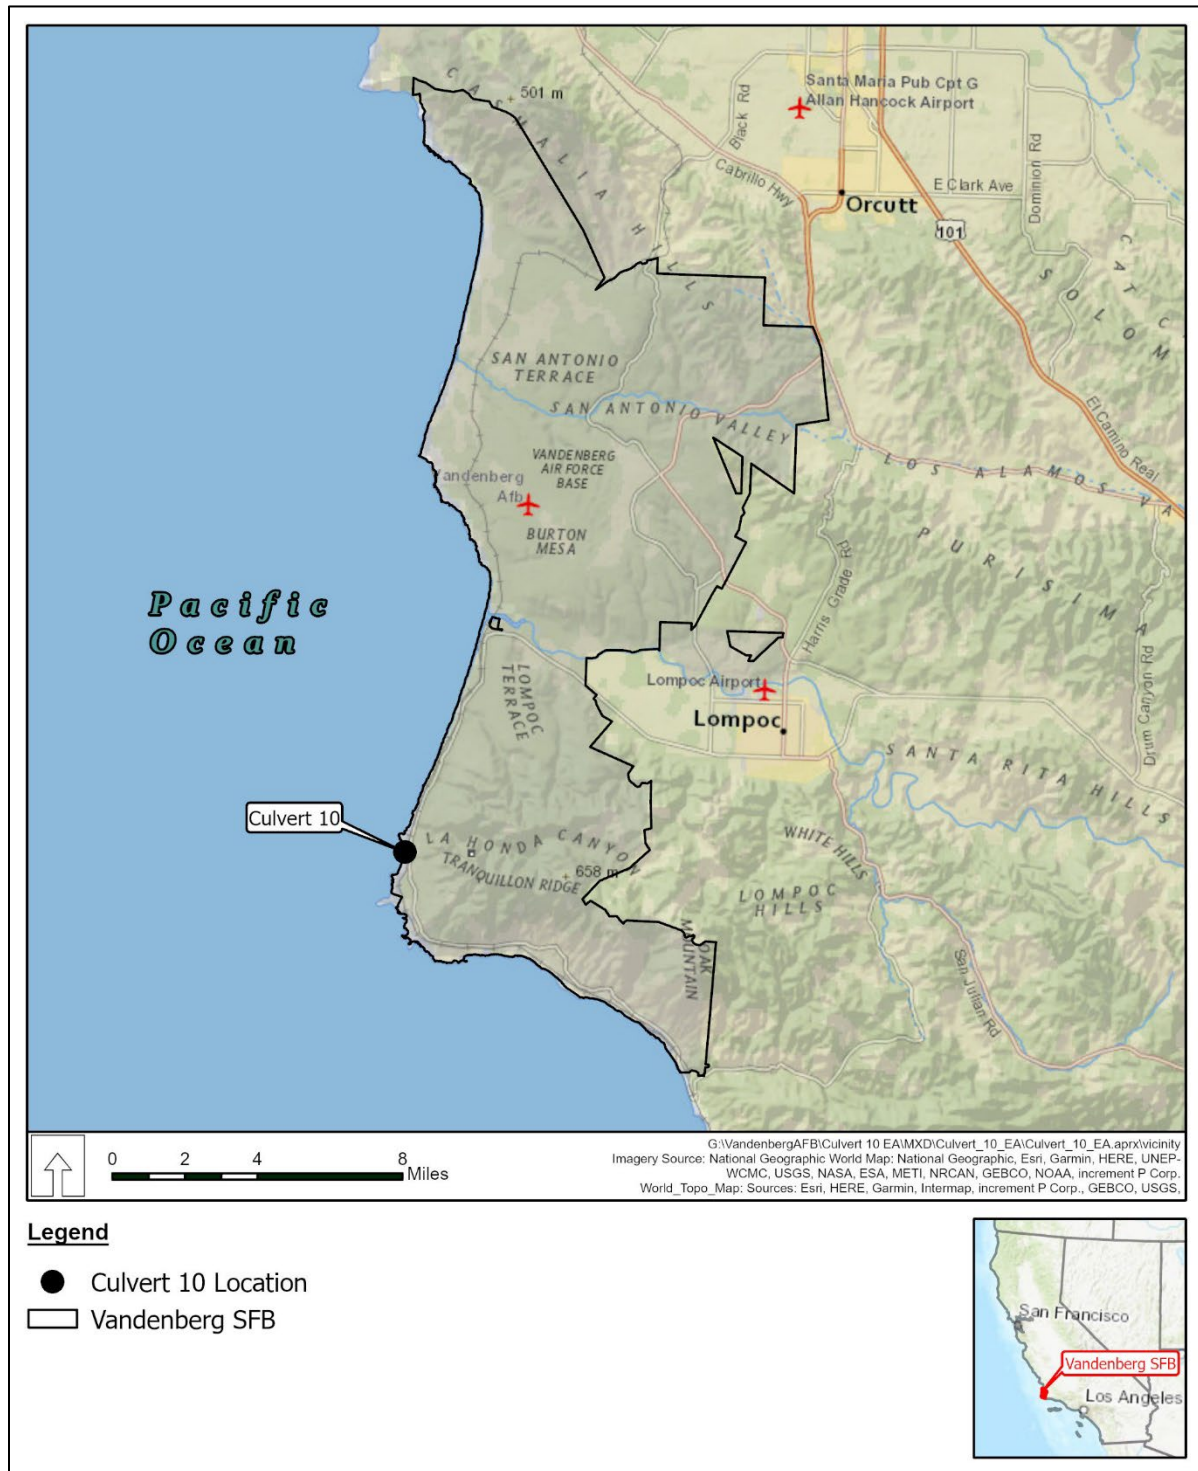 CASMALIA HILLS
501 m
Santa Maria Pub Cpt G
Allan Hancock Airport
Black Rd
Cabrillo Hwy
E Clark Ave
Dominion Rd
Orcutt
101
SOLOM
CAT C
SAN ANTONIO
TERRACE
SAN ANTONIO VALLEY
El Camino Real
VANDENBERG
AIR FORCE
BASE
Vandenberg
Afb
LOS ALAMOS VA
BURTON
MESA
PURISIMA
Harris Grade Rd
Pacific
Ocean
LOMPOC
TERRACE
Lompoc Airport
Lompoc
Drum Canyon Rd
SANTA RITA HILLS
Culvert 10
LA HONDA CANYON
TRANQUILLON RIDGE
658 m
WHITE HILLS
LOMPOC
HILLS
OAK
MOUNTAIN
San Julian Rd
0 2 4 8
Miles
G:\VandenbergAFB\Culvert 10 EA\MXD\Culvert_10_EA\Culvert_10_EA.aprx\vicinity
Imagery Source: National Geographic World Map: National Geographic, Esri, Garmin, HERE, UNEP-
WCMC, USGS, NASA, ESA, METI, NRCAN, GEBCO, NOAA, increment P Corp.
World_Topo_Map: Sources: Esri, HERE, Garmin, Intermap, increment P Corp., GEBCO, USGS,
Legend
Culvert 10 Location
Vandenberg SFB
San Francisco
Vandenberg SFB
Los Angeles